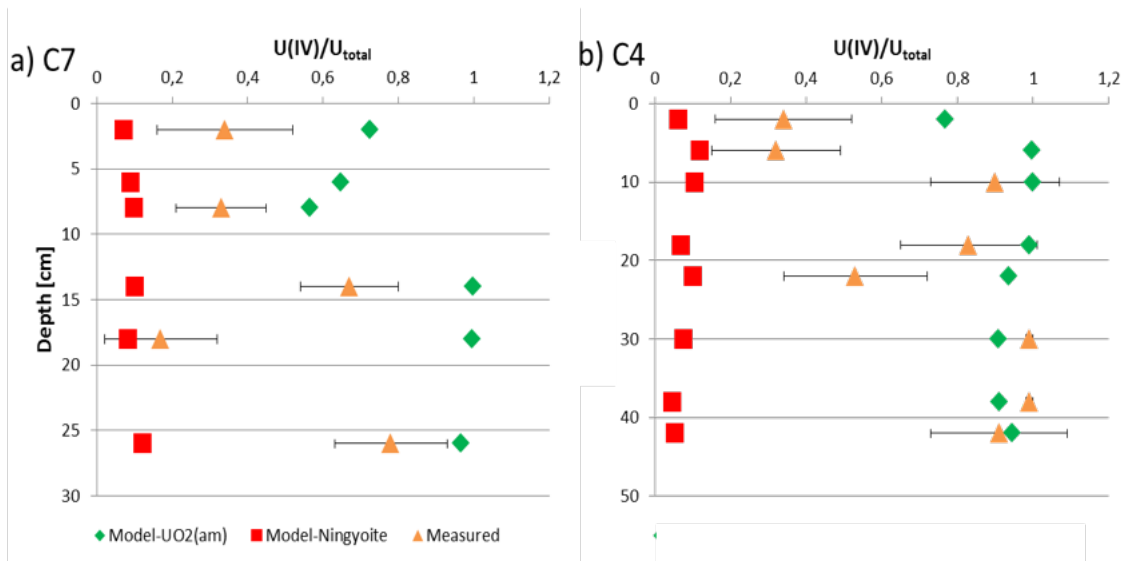 a) C7
U(IV)/Utotal
0 0,2 0,4 0,6 0,8 1 1,2
Depth [cm]
0
5
10
15
20
25
30
Model-UO2(am) Model-Ningyoite Measured
b) C4
U(IV)/Utotal
0 0,2 0,4 0,6 0,8 1 1,2
0
10
20
30
40
50